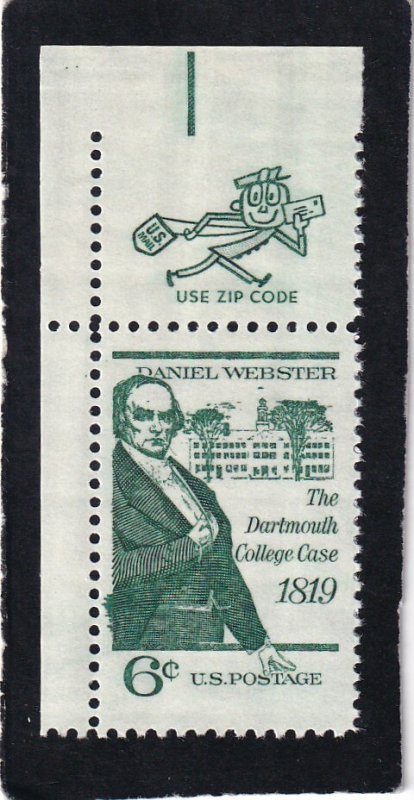 U.S.
MAIL
USE ZIP CODE
DANIEL WEBSTER
The
Dartmouth
College Case
1819
6¢ U.S. POSTAGE